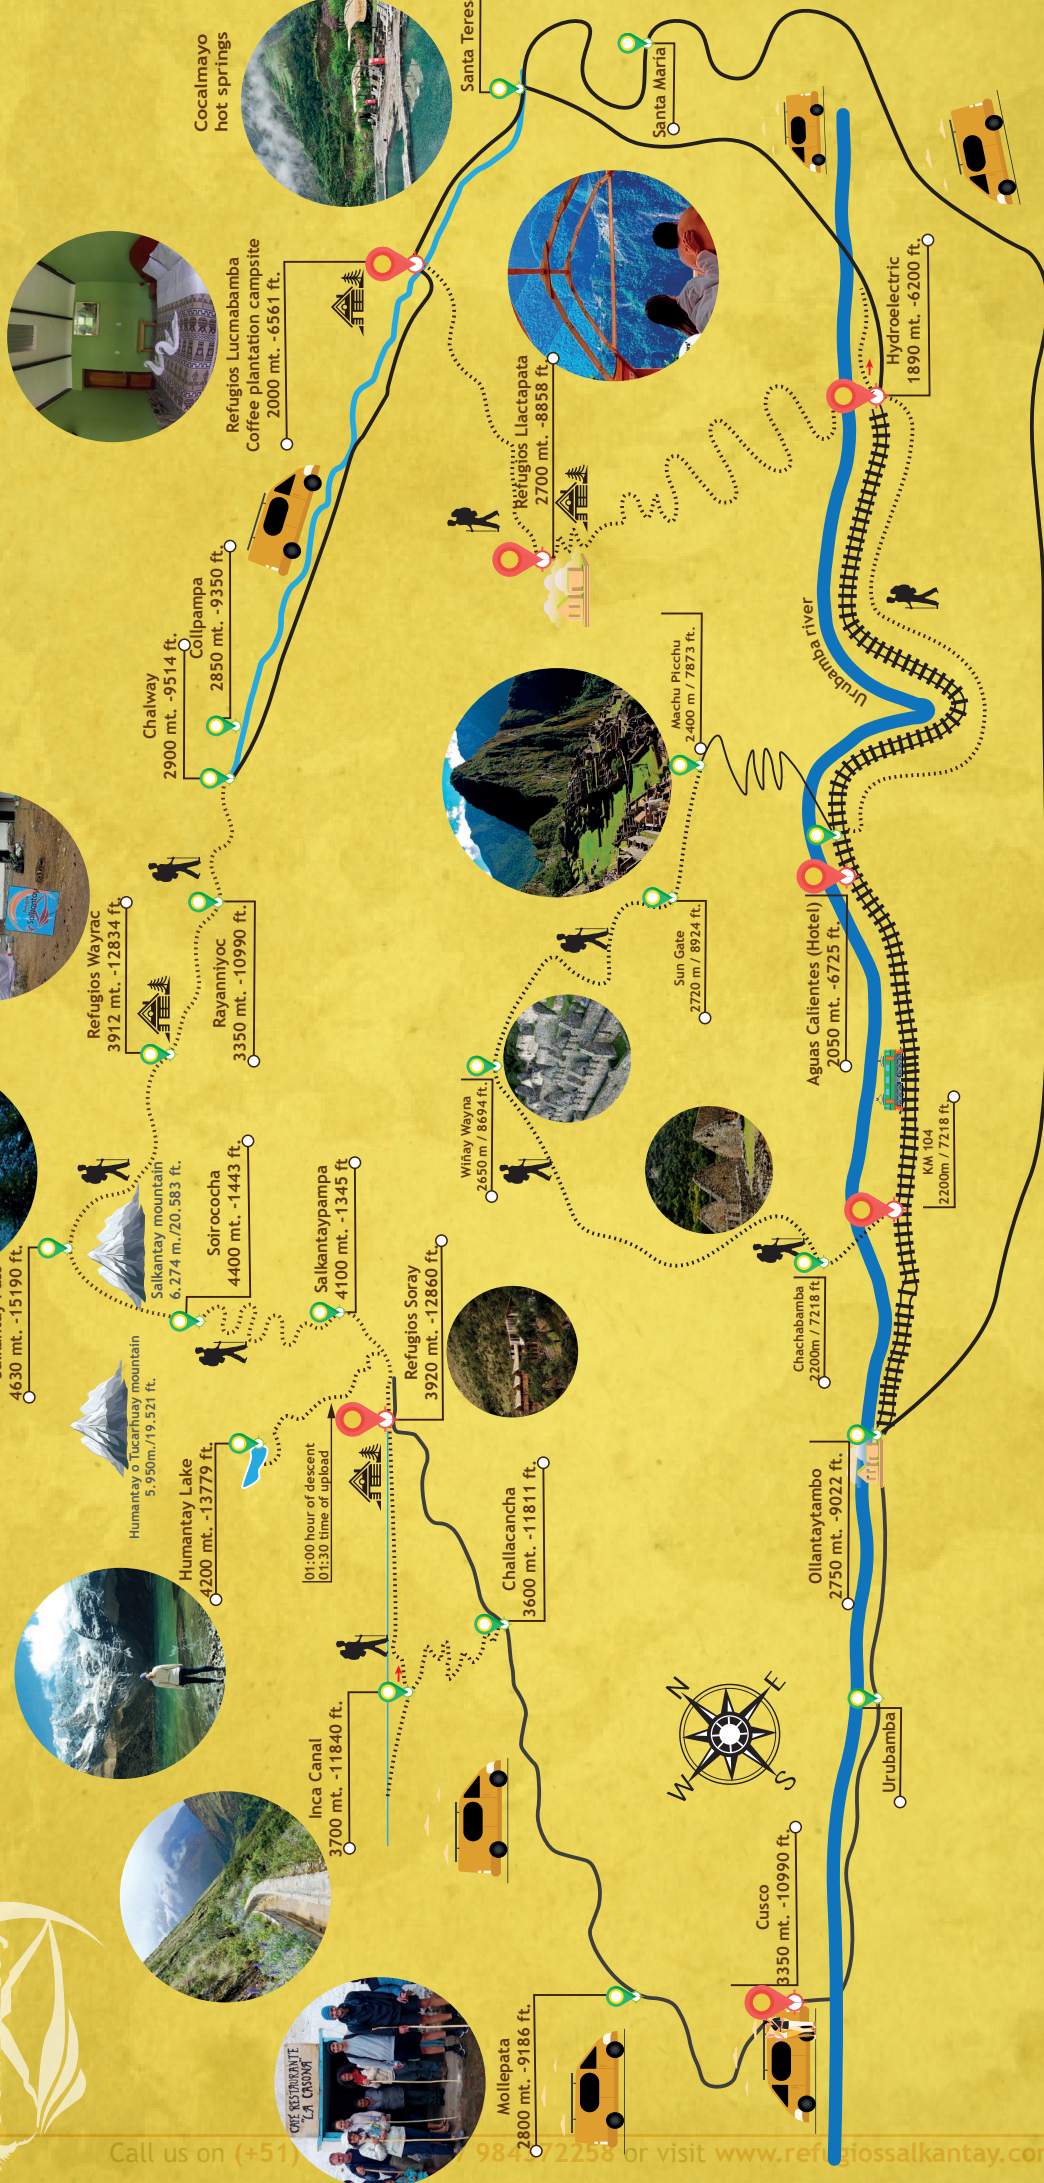 Cocalmayo
hot springs
Santa Teres
Santa María
Refugios Lucmabamba
Coffee plantation campsite
2000 mt. -6561 ft.
Refugios Llactapata
2700 mt. -8858 ft.
Hydroelectric
1890 mt. -6200 ft.
Collpampa
2850 mt. -9350 ft.
Chalway
2900 mt. -9514 ft.
Urubamba river
Machu Picchu
2.400 m / 7873 ft.
Salkantay
Refugios Wayrac
3912 mt. -12834 ft.
Rayanniyoc
3350 mt. -10990 ft.
Sun Gate
2720 m / 8924 ft.
Aguas Calientes (Hotel)
2050 mt. -6725 ft.
Wiñay Wayna
2650 m / 8694 ft.
KM 104
2200m / 7218 ft.
Chachabamba
2200m / 7218 ft.
4630 mt. -15190 ft.
Salkantay mountain
6.274 m./20.583 ft.
Soirococha
4400 mt. -1443 ft.
Salkantaypampa
4100 mt. -1345 ft
Refugios Soray
3920 mt. -12860 ft.
Humantay o Tucarhuay mountain
5.950m./19.521 ft.
Humantay Lake
4200 mt. -13779 ft.
01:00 hour of descent
01:30 time of upload
Challacancha
3600 mt. -11811 ft.
Ollantaytambo
2750 mt. -9022 ft.
Inca Canal
3700 mt. -11840 ft.
N
E
S
W
Urubamba
Cusco
3350 mt. -10990 ft.
Mollepata
2800 mt. -9186 ft.
CAFÉ RESTAURANTE
"LA CASONA"
Call us on (+51) or visit www.refugiossalkantay.co